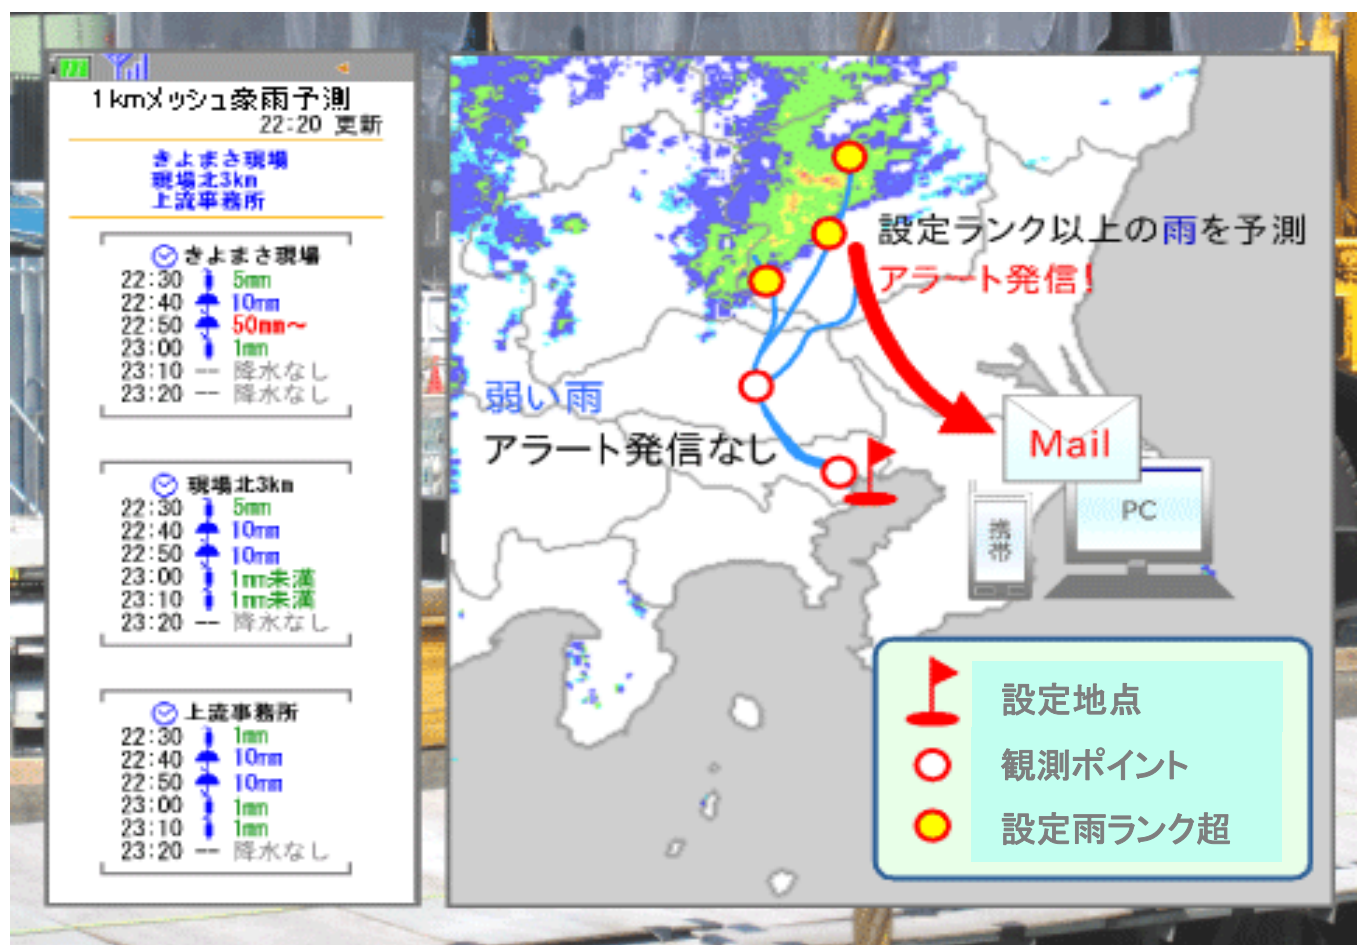 1kmメッシュ豪雨予測
22:20 更新
きよまさ現場
現場北3km
上流事務所
きよまさ現場
22:30 5mm
22:40 10mm
22:50 50mm～
23:00 1mm
23:10 -- 降水なし
23:20 -- 降水なし
現場北3km
22:30 5mm
22:40 10mm
22:50 10mm
23:00 1mm未満
23:10 1mm未満
23:20 -- 降水なし
上流事務所
22:30 1mm
22:40 10mm
22:50 10mm
23:00 1mm
23:10 1mm
23:20 -- 降水なし
設定ランク以上の雨を予測
アラート発信!
弱い雨
アラート発信なし
Mail
PC
携帯
設定地点
観測ポイント
設定雨ランク超